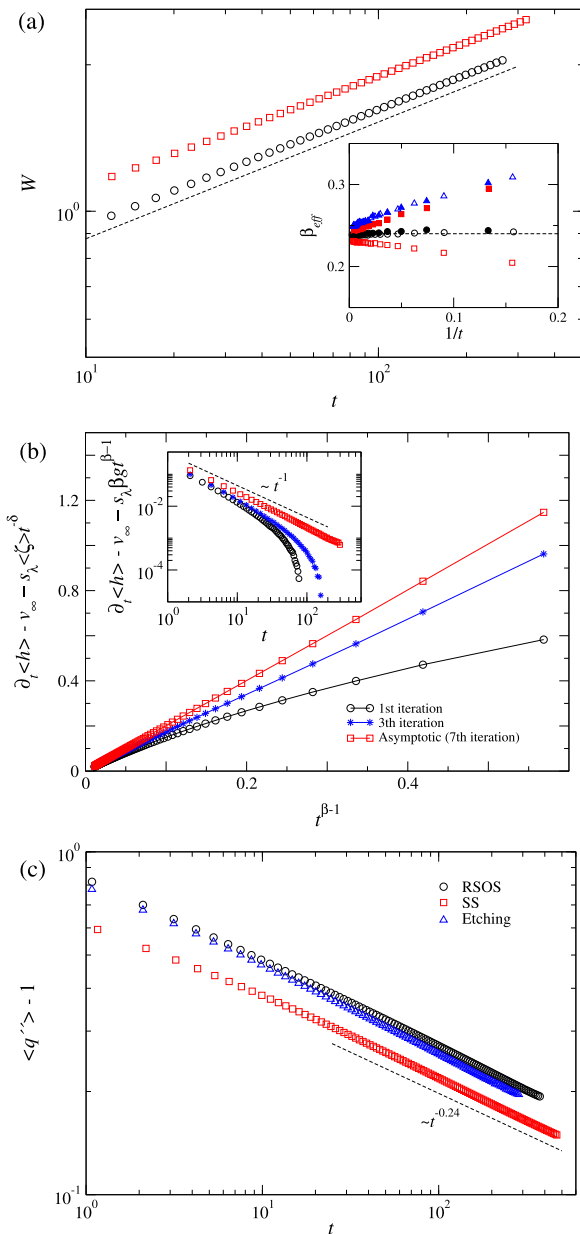 (a)
W
10⁰
10¹
10²
t
β_eff
0.3
0.2
0
0.1
0.2
1/t
(b)
∂_t<h> - v_∞ - s_λ<ζ>t^-δ
1.2
0.8
0.4
0
0
0.2
0.4
t^β-1
∂_t<h> - v_∞ - s_λβgt^β-1
10^-2
10^-4
10⁰
10¹
10²
t
~ t^-1
1st iteration
3th iteration
Asymptotic (7th iteration)
(c)
<q´´> - 1
10⁰
10^-1
10⁰
10¹
10²
t
RSOS
SS
Etching
~t^-0.24